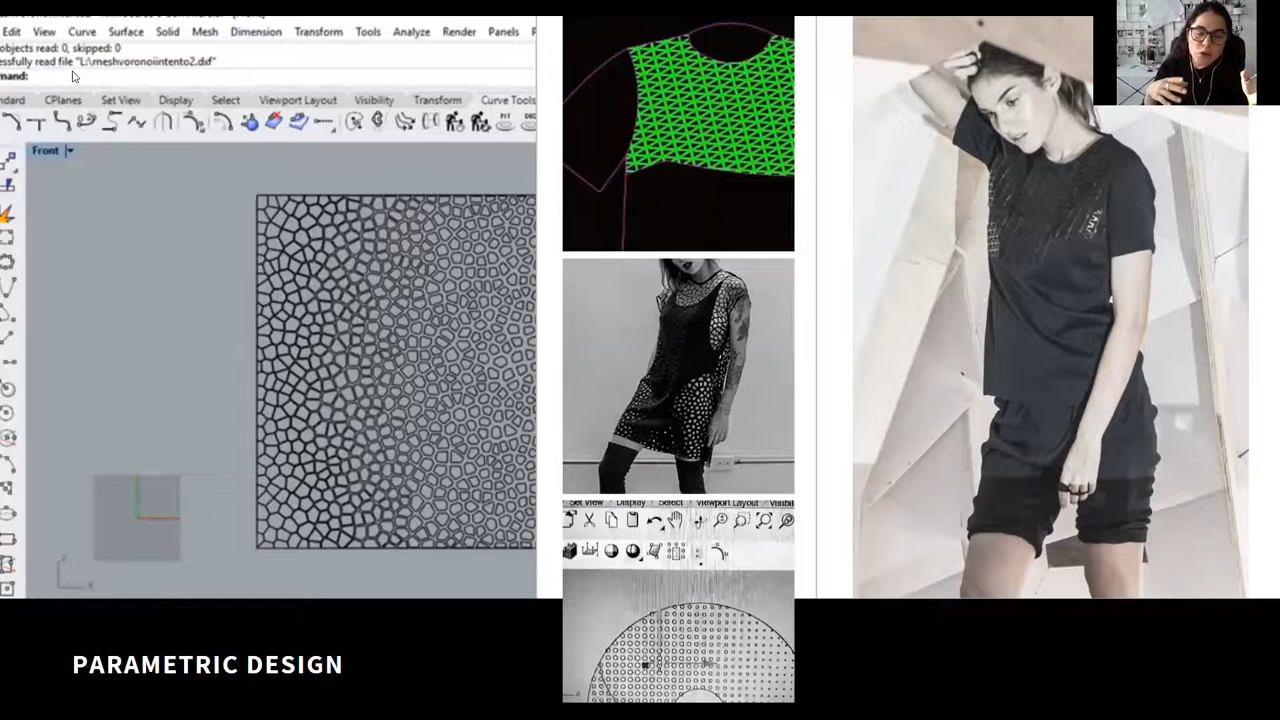 Edit View Curve Surface Solid Mesh Dimension Transform Tools Analyze Render Panels
objects read: 0, skipped: 0
essfully read file "L:\meshvoronoiintento2.dxf"
mand:
ndard CPlanes Set View Display Select Viewport Layout Visibility Transform Curve Tools
FIT
Front
Set View Display Select Viewport Layout Visibil
PARAMETRIC DESIGN